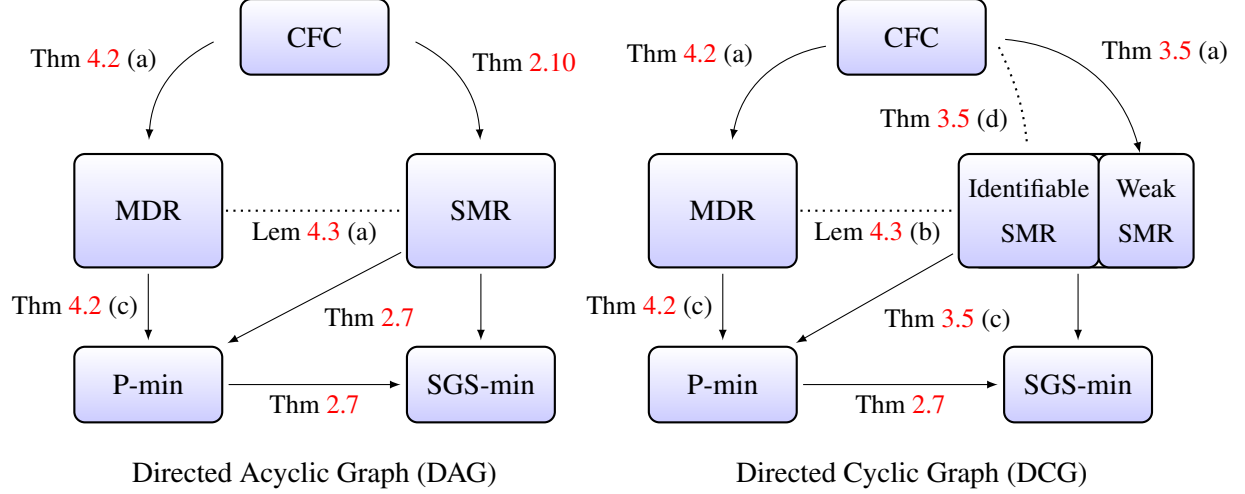 CFC
Thm 4.2 (a)
Thm 2.10
MDR
SMR
Lem 4.3 (a)
Thm 4.2 (c)
Thm 2.7
P-min
SGS-min
Thm 2.7
Directed Acyclic Graph (DAG)
CFC
Thm 4.2 (a)
Thm 3.5 (a)
Thm 3.5 (d)
MDR
Identifiable
SMR
Weak
SMR
Lem 4.3 (b)
Thm 4.2 (c)
Thm 3.5 (c)
P-min
SGS-min
Thm 2.7
Directed Cyclic Graph (DCG)